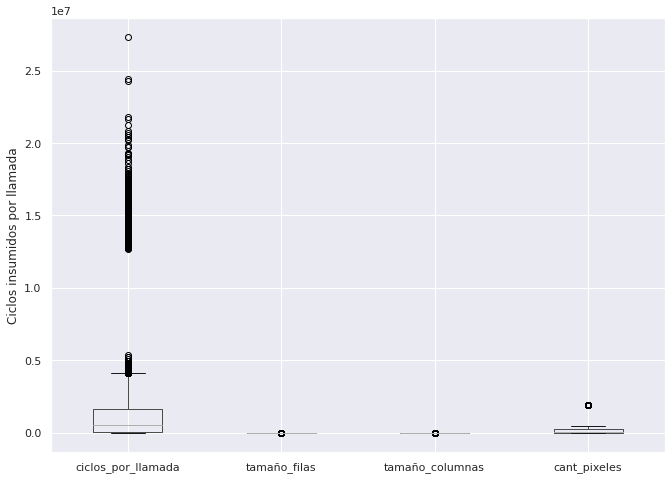 1e7
2.5
2.0
1.5
1.0
0.5
0.0
Ciclos insumidos por llamada
ciclos_por_llamada
tamaño_filas
tamaño_columnas
cant_pixeles